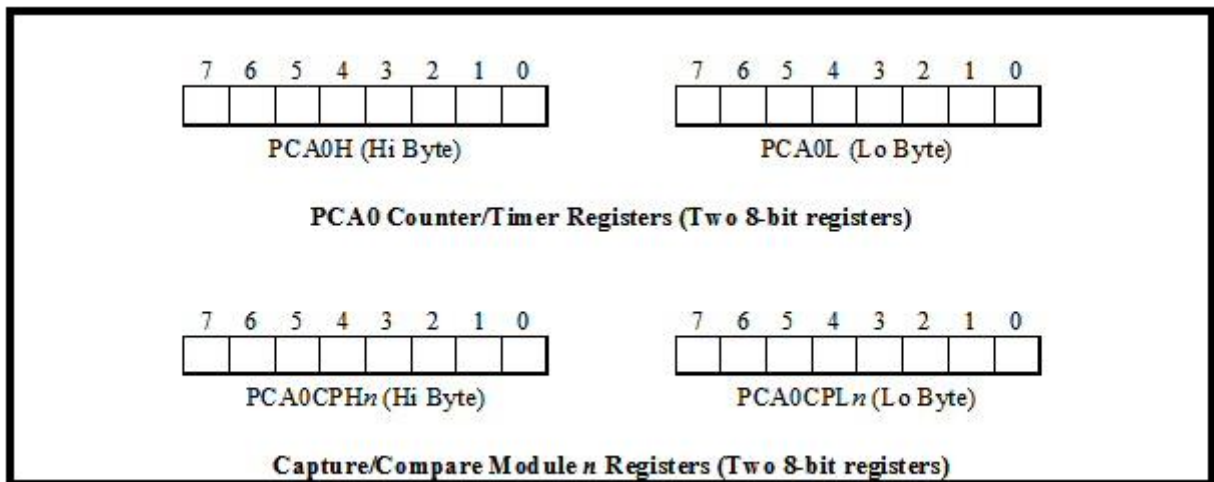 7 6 5 4 3 2 1 0 7 6 5 4 3 2 1 0
PCA0H (Hi Byte) PCA0L (Lo Byte)
PCA0 Counter/Timer Registers (Two 8-bit registers)
7 6 5 4 3 2 1 0 7 6 5 4 3 2 1 0
PCA0CPHn (Hi Byte) PCA0CPLn (Lo Byte)
Capture/Compare Module n Registers (Two 8-bit registers)